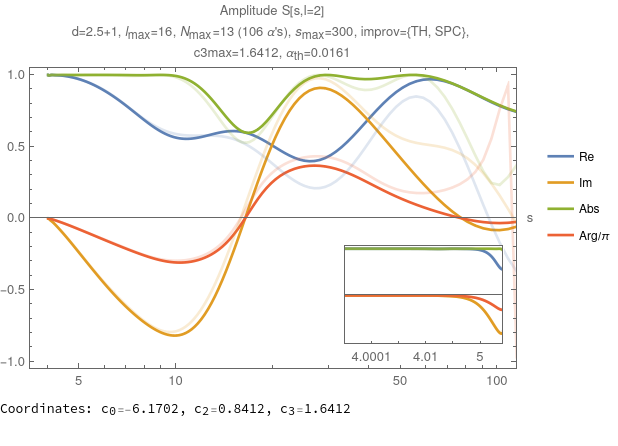 Amplitude S[s,l=2]
d=2.5+1, lmax=16, Nmax=13 (106 α's), smax=300, improv={TH, SPC},
c3max=1.6412, αth=0.0161
1.0
0.5
0.0
-0.5
-1.0
s
Re
Im
Abs
Arg/π
4.0001 4.01 5
5 10 50 100
Coordinates: c0=-6.1702, c2=0.8412, c3=1.6412